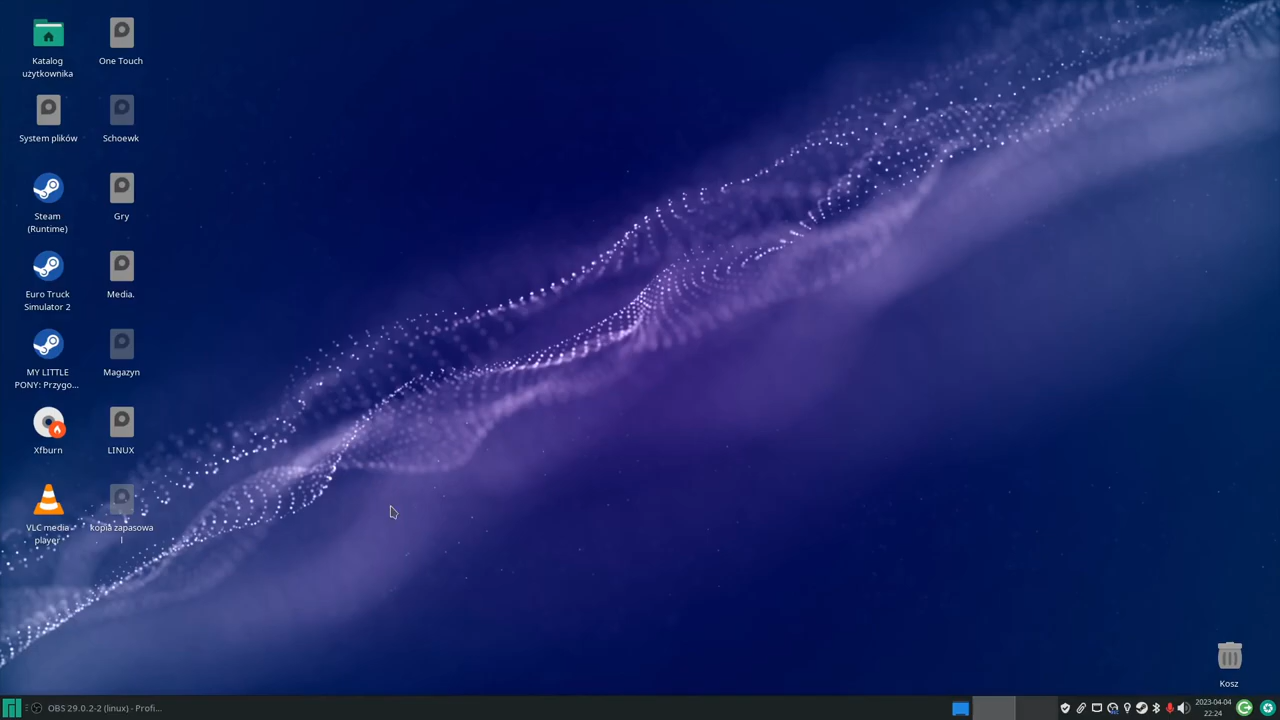 Katalog
użytkownika
One Touch
System plików
Schoewk
Steam
(Runtime)
Gry
Euro Truck
Simulator 2
Media.
MY LITTLE
PONY: Przygo...
Magazyn
Xfburn
LINUX
VLC media
player
kopia zapasowa
I
Kosz
OBS 29.0.2-2 (linux) - Profi...
2023-04-04
22:24